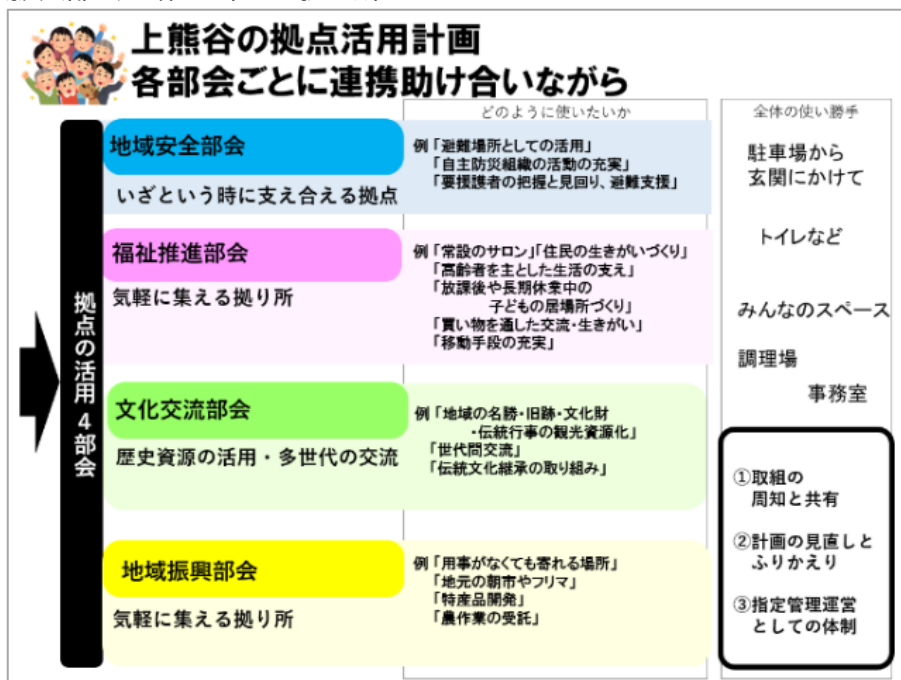 上熊谷の拠点活用計画
各部会ごとに連携助け合いながら
どのように使いたいか
全体の使い勝手
拠点の活用 4部会
地域安全部会
いざという時に支え合える拠点
例「避難場所としての活用」
「自主防災組織の活動の充実」
「要援護者の把握と見回り、避難支援」
福祉推進部会
気軽に集える拠り所
例「常設のサロン」「住民の生きがいづくり」
「高齢者を主とした生活の支え」
「放課後や長期休業中の
子どもの居場所づくり」
「買い物を通した交流・生きがい」
「移動手段の充実」
文化交流部会
歴史資源の活用・多世代の交流
例「地域の名勝・旧跡・文化財
・伝統行事の観光資源化」
「世代間交流」
「伝統文化継承の取り組み」
地域振興部会
気軽に集える拠り所
例「用事がなくても寄れる場所」
「地元の朝市やフリマ」
「特産品開発」
「農作業の受託」
駐車場から
玄関にかけて
トイレなど
みんなのスペース
調理場
事務室
①取組の
周知と共有
②計画の見直しと
ふりかえり
③指定管理運営
としての体制